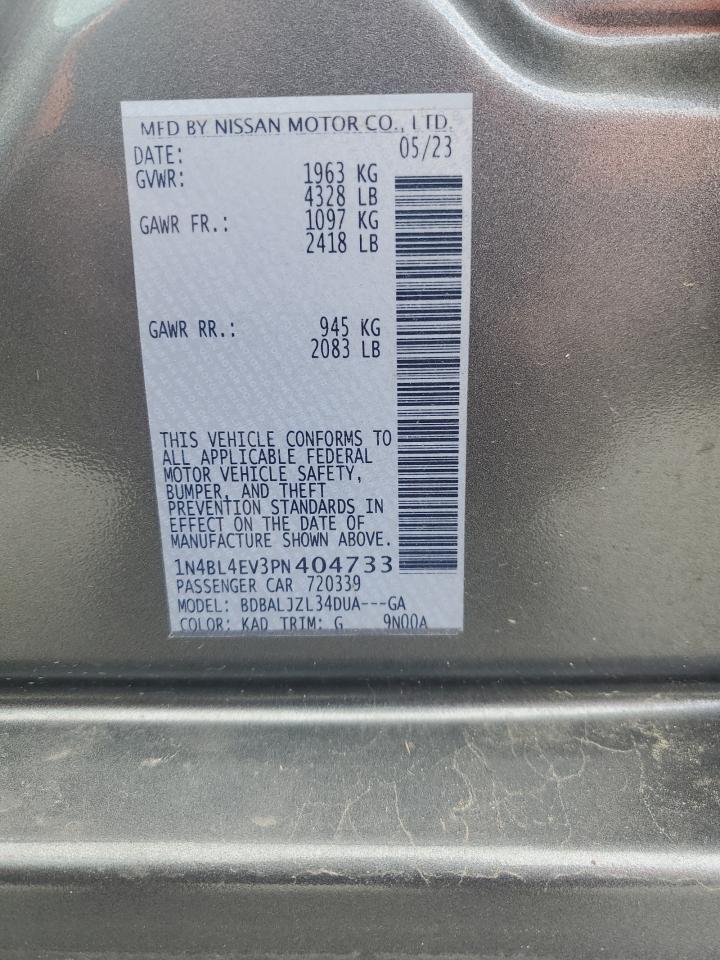 MFD BY NISSAN MOTOR CO., LTD.
DATE: 05/23
GVWR: 1963 KG
4328 LB
GAWR FR.: 1097 KG
2418 LB
GAWR RR.: 945 KG
2083 LB
THIS VEHICLE CONFORMS TO
ALL APPLICABLE FEDERAL
MOTOR VEHICLE SAFETY,
BUMPER, AND THEFT
PREVENTION STANDARDS IN
EFFECT ON THE DATE OF
MANUFACTURE SHOWN ABOVE.
1N4BL4EV3PN404733
PASSENGER CAR 720339
MODEL: BDBALJZL34DUA---GA
COLOR: KAD TRIM: G 9N00A